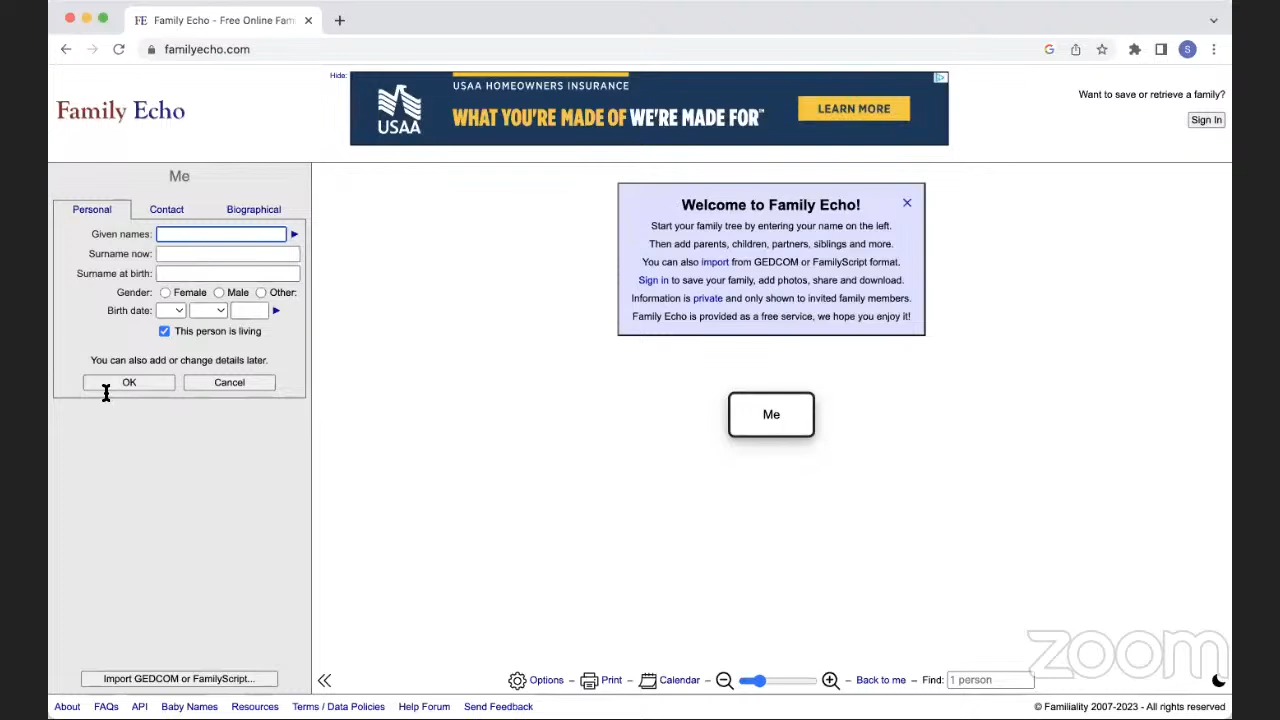 FE Family Echo - Free Online Fam
familyecho.com
S
Family Echo
Hide:
USAA HOMEOWNERS INSURANCE
WHAT YOU'RE MADE OF WE'RE MADE FOR™
USAA
LEARN MORE
Want to save or retrieve a family?
Sign In
Me
Personal
Contact
Biographical
Given names:
Surname now:
Surname at birth:
Gender: Female Male Other:
Birth date:
This person is living
You can also add or change details later.
OK
Cancel
Import GEDCOM or FamilyScript...
Welcome to Family Echo!
Start your family tree by entering your name on the left.
Then add parents, children, partners, siblings and more.
You can also import from GEDCOM or FamilyScript format.
Sign in to save your family, add photos, share and download.
Information is private and only shown to invited family members.
Family Echo is provided as a free service, we hope you enjoy it!
Me
Options – Print – Calendar – – Back to me – Find: 1 person
zoom
About FAQs API Baby Names Resources Terms / Data Policies Help Forum Send Feedback
© Familiality 2007-2023 - All rights reserved